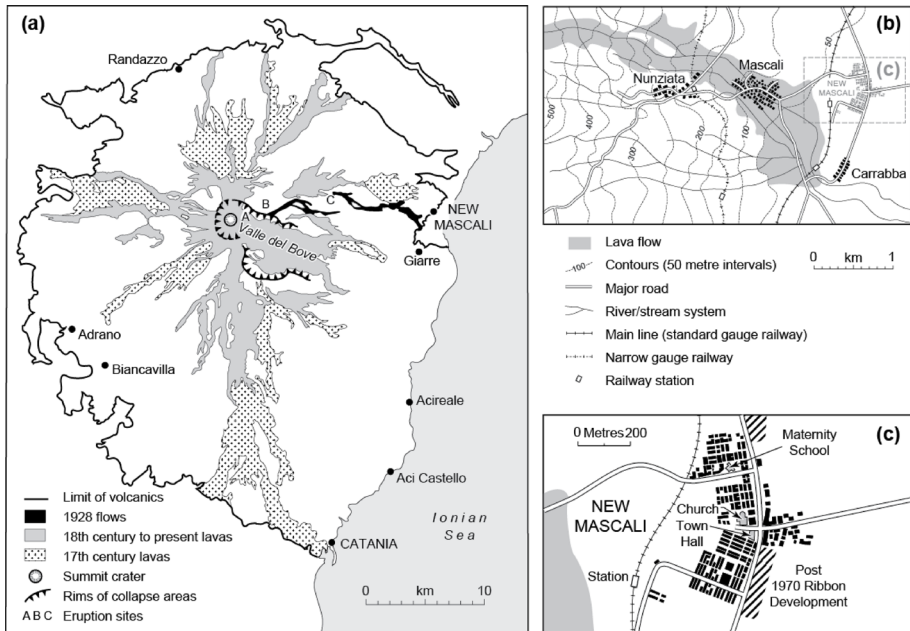 (a)
Randazzo
B
C
A
NEW
MASCALI
Valle del Bove
Giarre
Adrano
Biancavilla
Acireale
Aci Castello
Ionian
Sea
CATANIA
Limit of volcanics
1928 flows
18th century to present lavas
17th century lavas
Summit crater
Rims of collapse areas
A B C Eruption sites
0 10
km
(b)
50
Mascali
Nunziata
(c)
NEW
MASCALI
500
400
300
200
100
Carrabba
Lava flow
-100- Contours (50 metre intervals)
Major road
River/stream system
Main line (standard gauge railway)
Narrow gauge railway
Railway station
0 1
km
(c)
0 Metres 200
Maternity
School
NEW
MASCALI
Church
Town
Hall
Station
Post
1970 Ribbon
Development